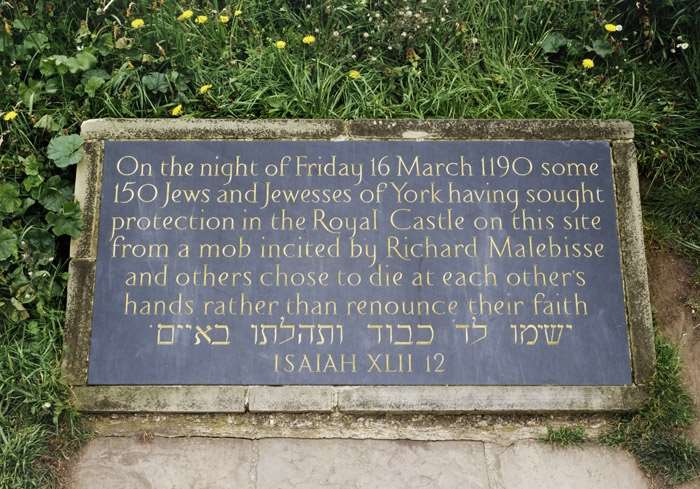 On the night of Friday 16 March 1190 some
150 Jews and Jewesses of York having sought
protection in the Royal Castle on this site
from a mob incited by Richard Malebisse
and others chose to die at each other's
hands rather than renounce their faith
ישימו לד כבוד ותהלתו באיים
ISAIAH XLII 12